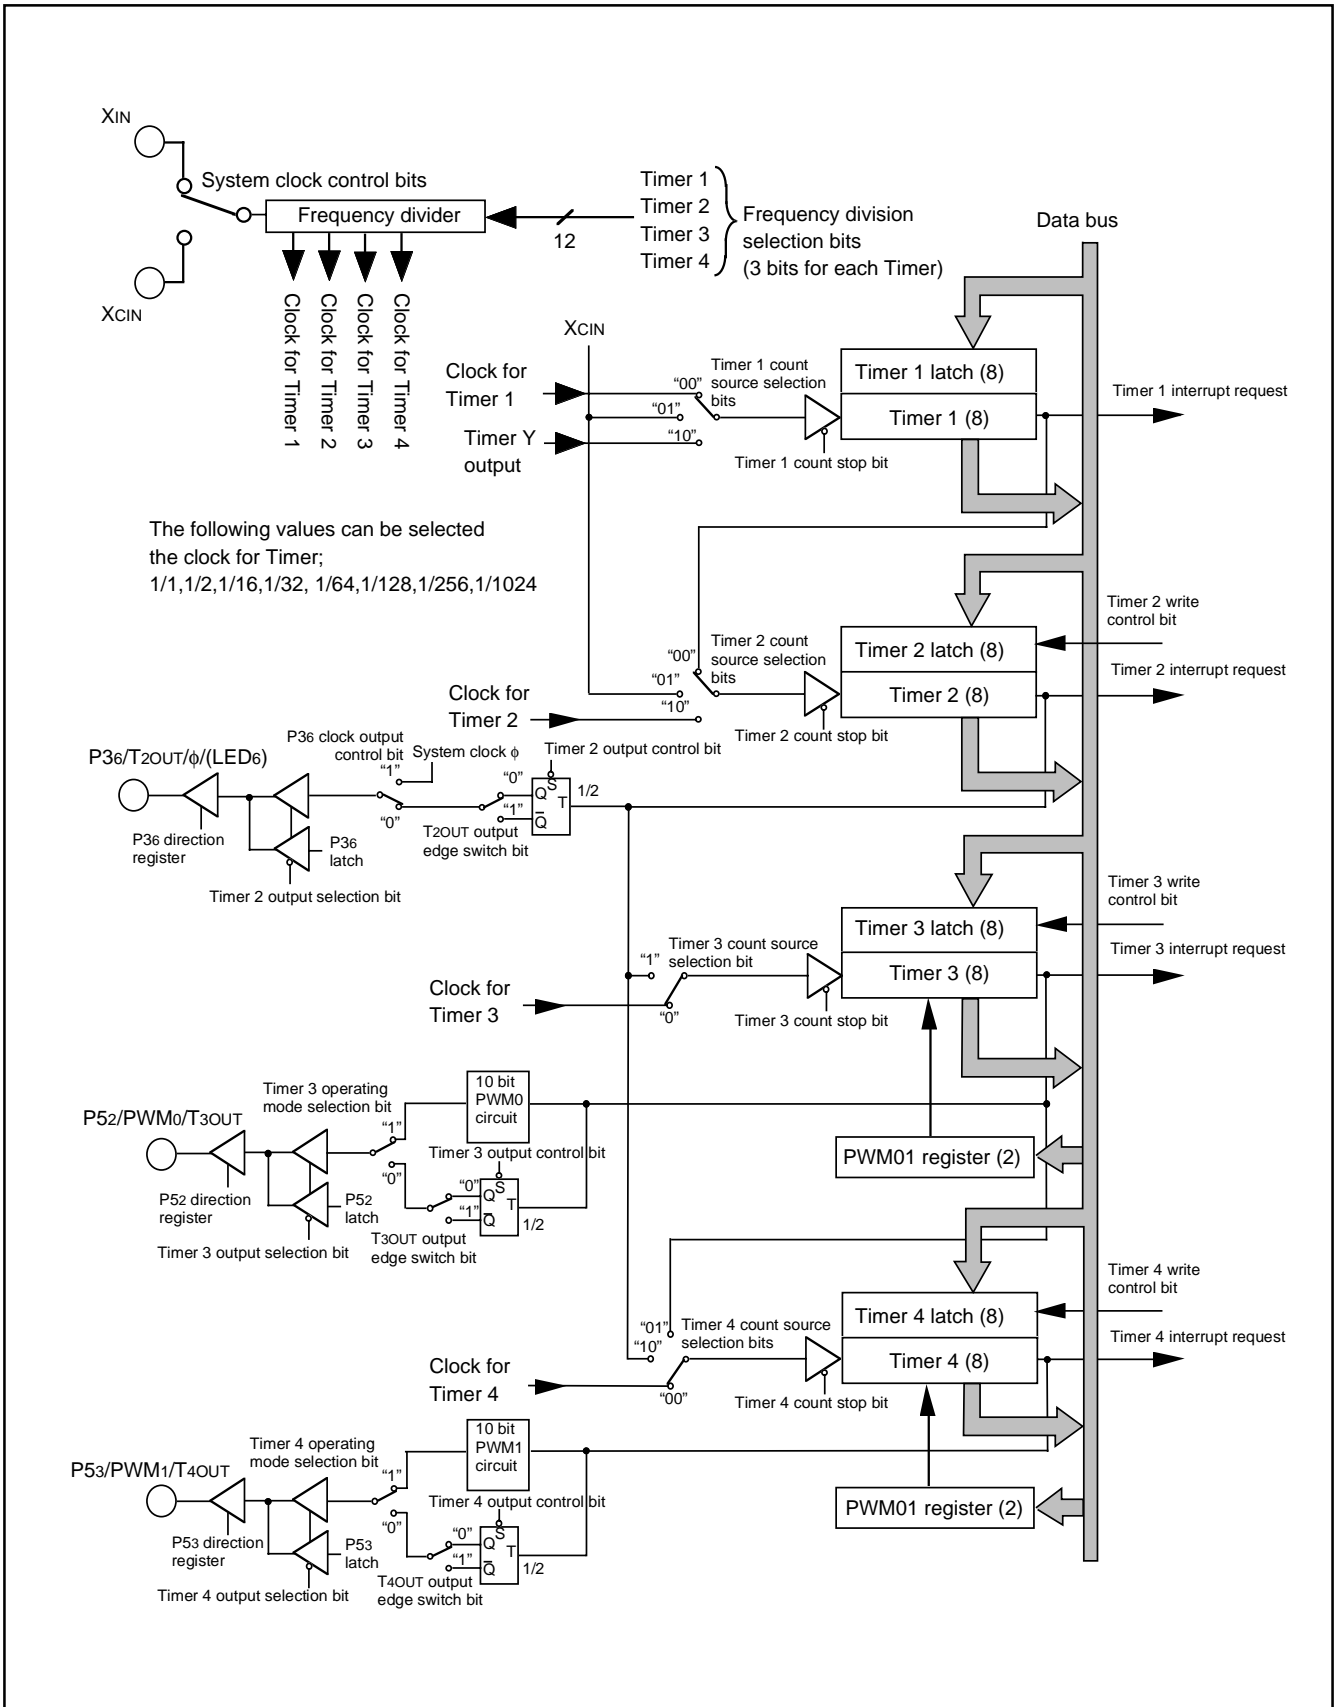 XIN
System clock control bits
Frequency divider
XCIN
12
Timer 1
Timer 2
Timer 3
Timer 4
Frequency division
selection bits
(3 bits for each Timer)
Data bus
Clock for Timer 1
Clock for Timer 2
Clock for Timer 3
Clock for Timer 4
XCIN
Clock for
Timer 1
Timer Y
output
“00”
“01”
“10”
Timer 1 count
source selection
bits
Timer 1 count stop bit
Timer 1 latch (8)
Timer 1 (8)
Timer 1 interrupt request
The following values can be selected
the clock for Timer;
1/1,1/2,1/16,1/32, 1/64,1/128,1/256,1/1024
Clock for
Timer 2
“00”
“01”
“10”
Timer 2 count
source selection
bits
Timer 2 count stop bit
Timer 2 latch (8)
Timer 2 (8)
Timer 2 write
control bit
Timer 2 interrupt request
P36/T2OUT/ϕ/(LED6)
P36 clock output
control bit
System clock ϕ
“1”
“0”
Timer 2 output control bit
“0”
“1”
Q
S
T
Q̅
1/2
T2OUT output
edge switch bit
P36 direction
register
P36
latch
Timer 2 output selection bit
Clock for
Timer 3
“1”
“0”
Timer 3 count source
selection bit
Timer 3 count stop bit
Timer 3 latch (8)
Timer 3 (8)
Timer 3 write
control bit
Timer 3 interrupt request
P52/PWM0/T3OUT
Timer 3 operating
mode selection bit
“1”
“0”
10 bit
PWM0
circuit
Timer 3 output control bit
“0”
“1”
Q
S
T
Q̅
1/2
T3OUT output
edge switch bit
P52 direction
register
P52
latch
Timer 3 output selection bit
PWM01 register (2)
Clock for
Timer 4
“01”
“10”
“00”
Timer 4 count source
selection bits
Timer 4 count stop bit
Timer 4 latch (8)
Timer 4 (8)
Timer 4 write
control bit
Timer 4 interrupt request
P53/PWM1/T4OUT
Timer 4 operating
mode selection bit
“1”
“0”
10 bit
PWM1
circuit
Timer 4 output control bit
“0”
“1”
Q
S
T
Q̅
1/2
T4OUT output
edge switch bit
P53 direction
register
P53
latch
Timer 4 output selection bit
PWM01 register (2)